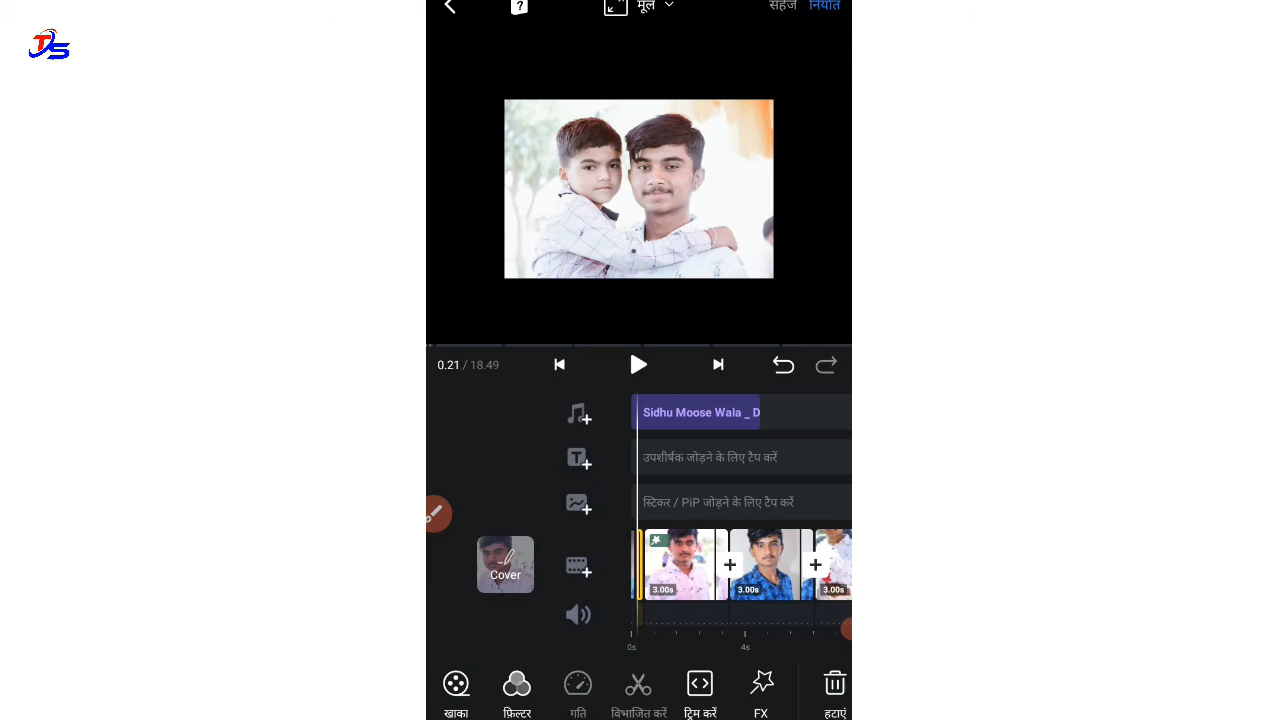 TS
?
मूल
सहेजें
निर्यात
0.21 / 18.49
Sidhu Moose Wala _ D
उपशीर्षक जोड़ने के लिए टैप करें
स्टिकर / PiP जोड़ने के लिए टैप करें
Cover
3.00s
3.00s
3.00s
0s
4s
खाका
फ़िल्टर
गति
विभाजित करें
ट्रिम करें
FX
हटाएं